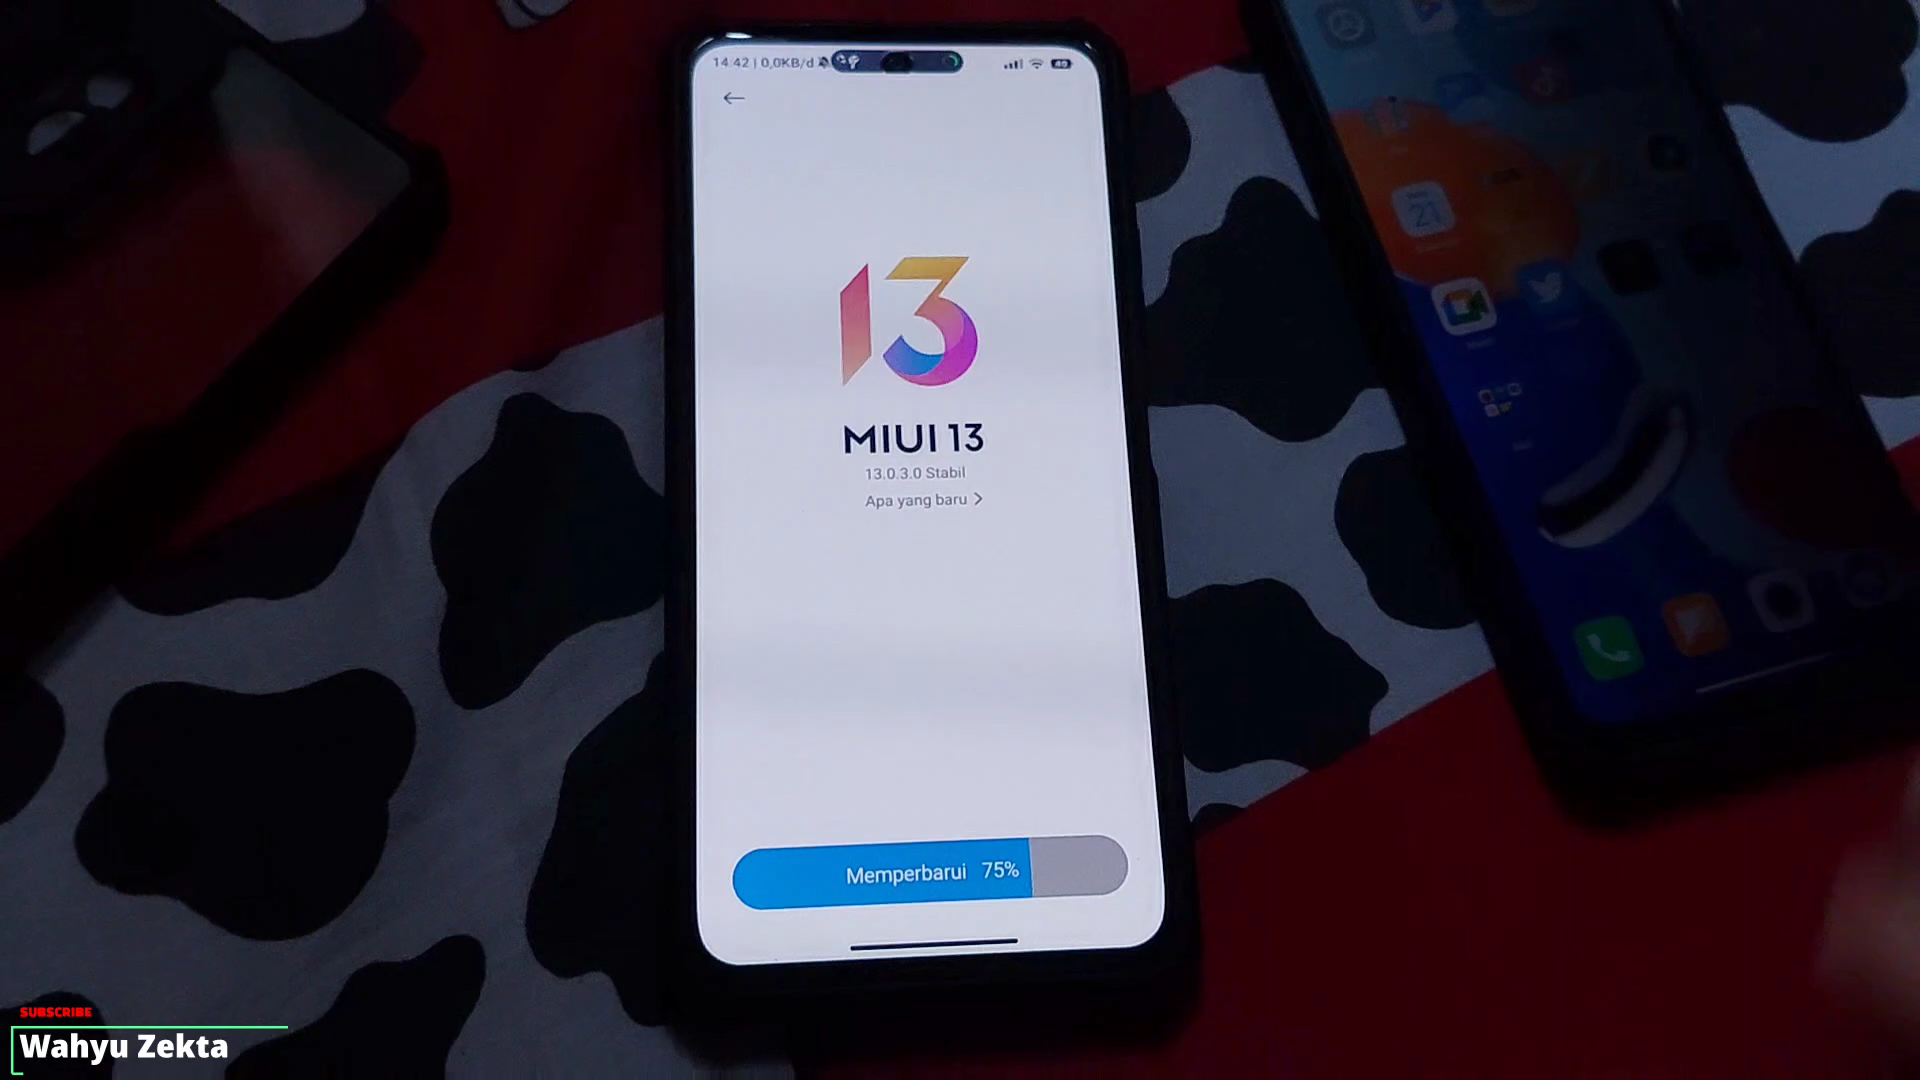 14.42 | 0,0KB/d
13
MIUI 13
13.0.3.0 Stabil
Apa yang baru
Memperbarui 75%
21
SUBSCRIBE
Wahyu Zekta